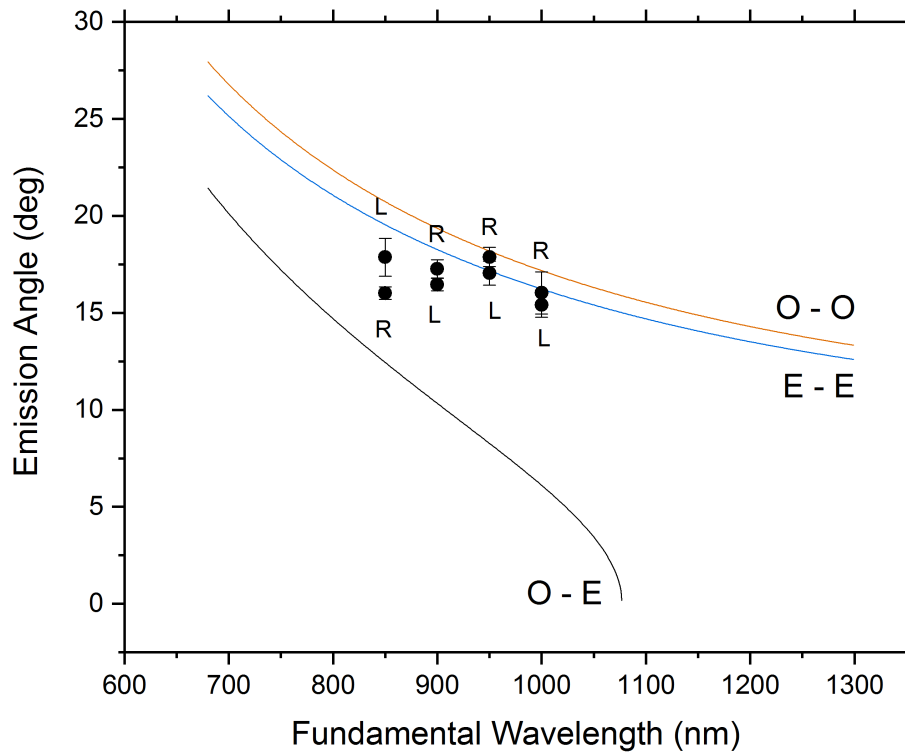 30
25
20
15
10
5
0
Emission Angle (deg)
L
R
R
R
R
L
L
L
O - O
E - E
O - E
600
700
800
900
1000
1100
1200
1300
Fundamental Wavelength (nm)